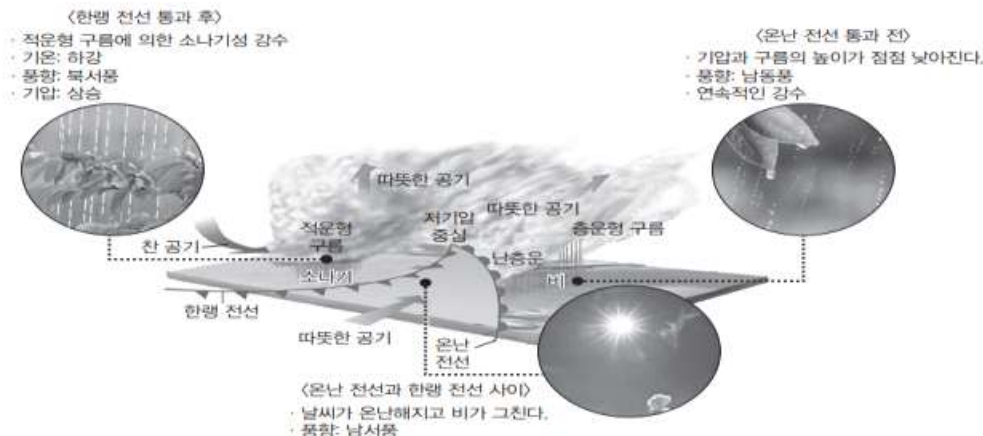 〈한랭 전선 통과 후〉
· 적운형 구름에 의한 소나기성 강수
· 기온: 하강
· 풍향: 북서풍
· 기압: 상승
〈온난 전선 통과 전〉
· 기압과 구름의 높이가 점점 낮아진다.
· 풍향: 남동풍
· 연속적인 강수
따뜻한 공기
따뜻한 공기
찬 공기
적운형
구름
저기압
중심
층운형 구름
난층운
소나기
비
한랭 전선
따뜻한 공기
온난
전선
〈온난 전선과 한랭 전선 사이〉
· 날씨가 온난해지고 비가 그친다.
· 풍향: 남서풍